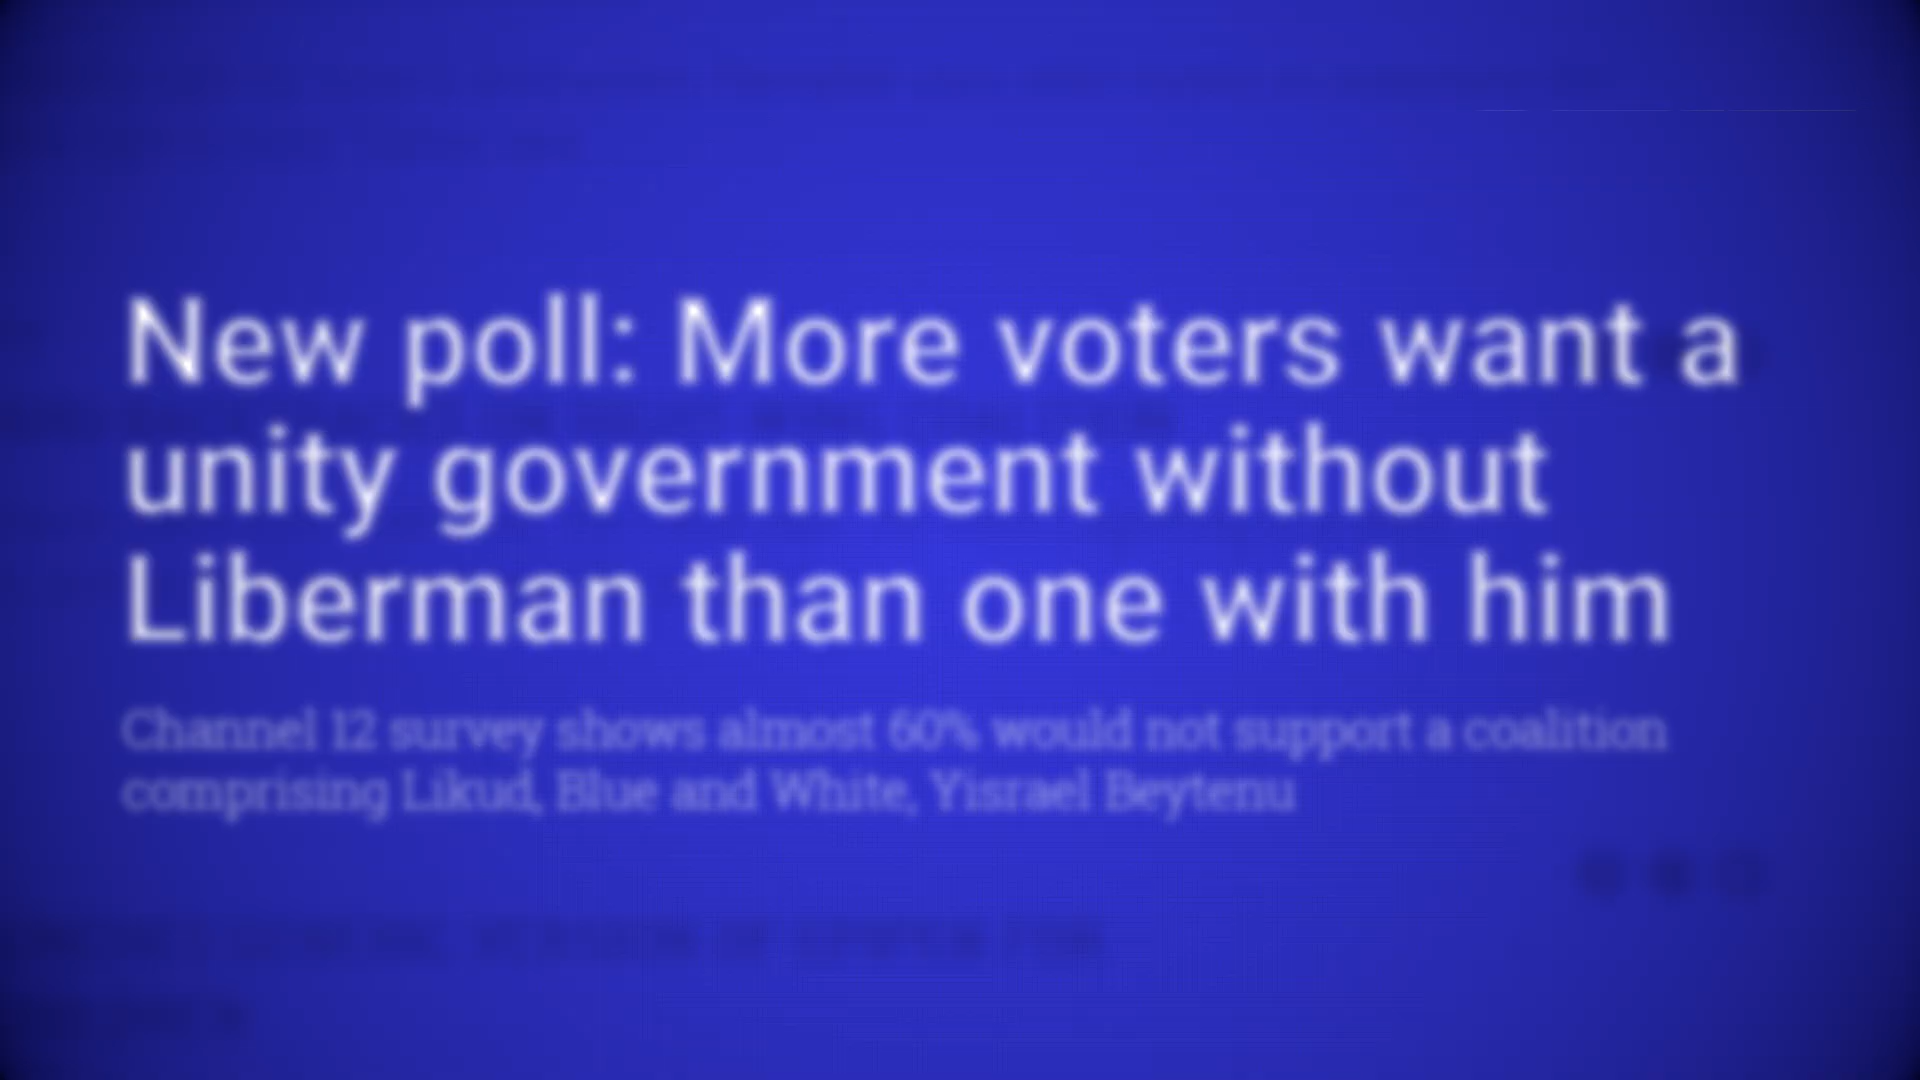 New poll: More voters want a
unity government without
Liberman than one with him
Channel 12 survey shows almost 60% would not support a coalition
comprising Likud, Blue and White, Yisrael Beytenu